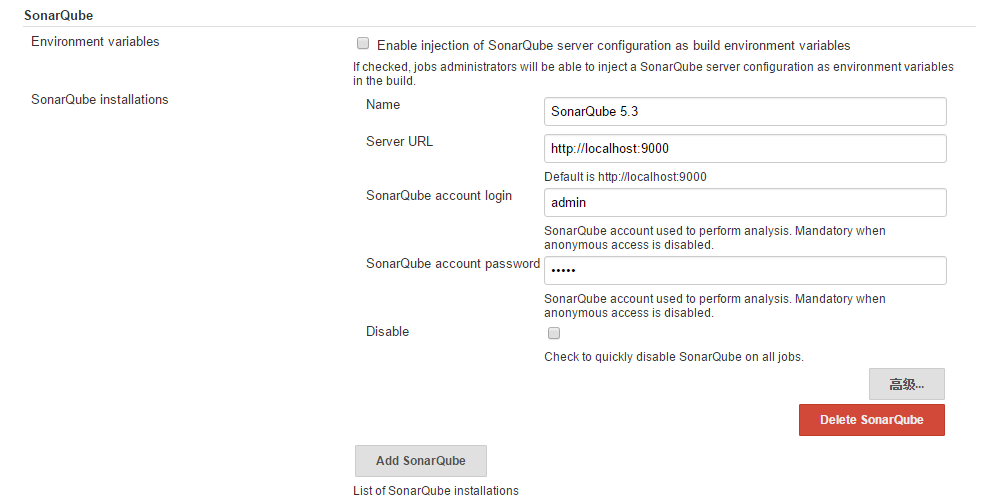 SonarQube
Environment variables
Enable injection of SonarQube server configuration as build environment variables
If checked, jobs administrators will be able to inject a SonarQube server configuration as environment variables
in the build.
SonarQube installations
Name
SonarQube 5.3
Server URL
http://localhost:9000
Default is http://localhost:9000
SonarQube account login
admin
SonarQube account used to perform analysis. Mandatory when
anonymous access is disabled.
SonarQube account password
•••••
SonarQube account used to perform analysis. Mandatory when
anonymous access is disabled.
Disable
Check to quickly disable SonarQube on all jobs.
高级...
Delete SonarQube
Add SonarQube
List of SonarQube installations